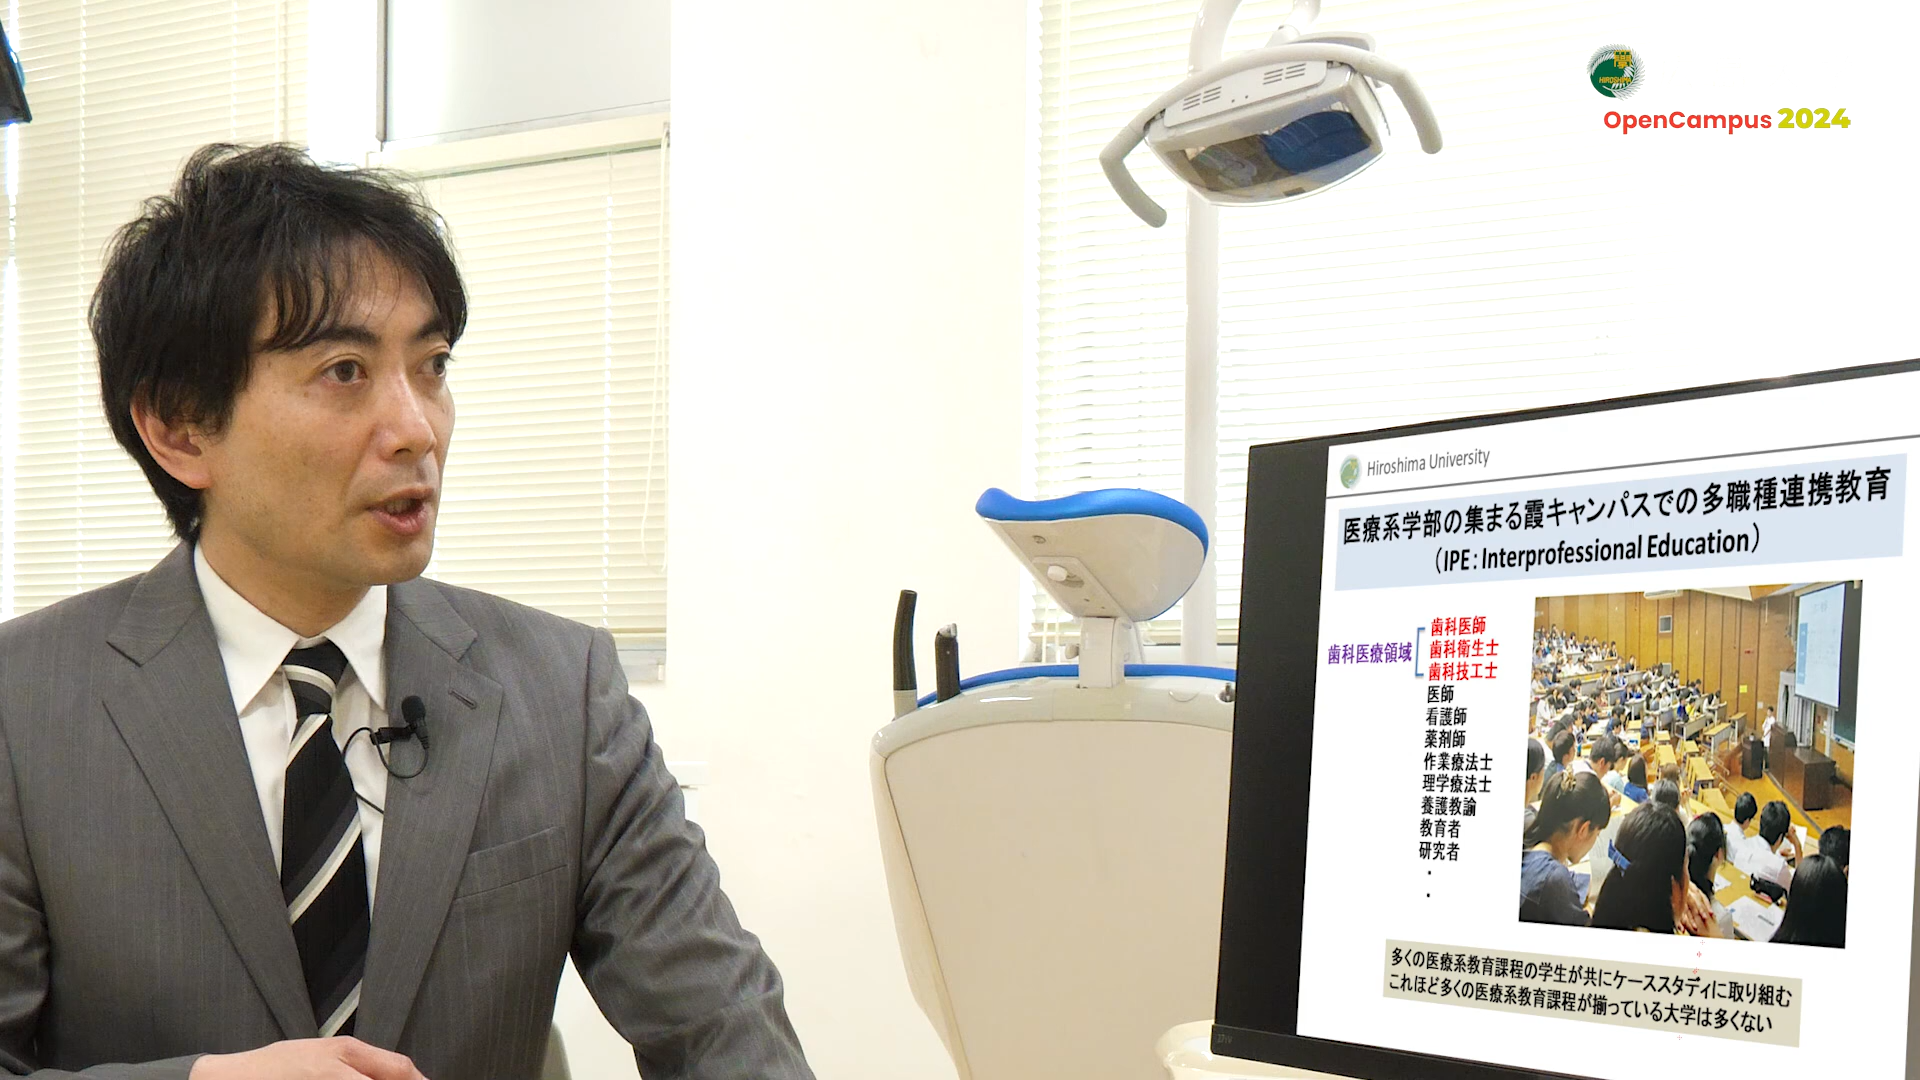 HIROSHIMA
OpenCampus 2024
Hiroshima University
医療系学部の集まる霞キャンパスでの多職種連携教育
（IPE：Interprofessional Education）
歯科医療領域
歯科医師
歯科衛生士
歯科技工士
医師
看護師
薬剤師
作業療法士
理学療法士
養護教諭
教育者
研究者
・
・
多くの医療系教育課程の学生が共にケーススタディに取り組む
これほど多くの医療系教育課程が揃っている大学は多くない